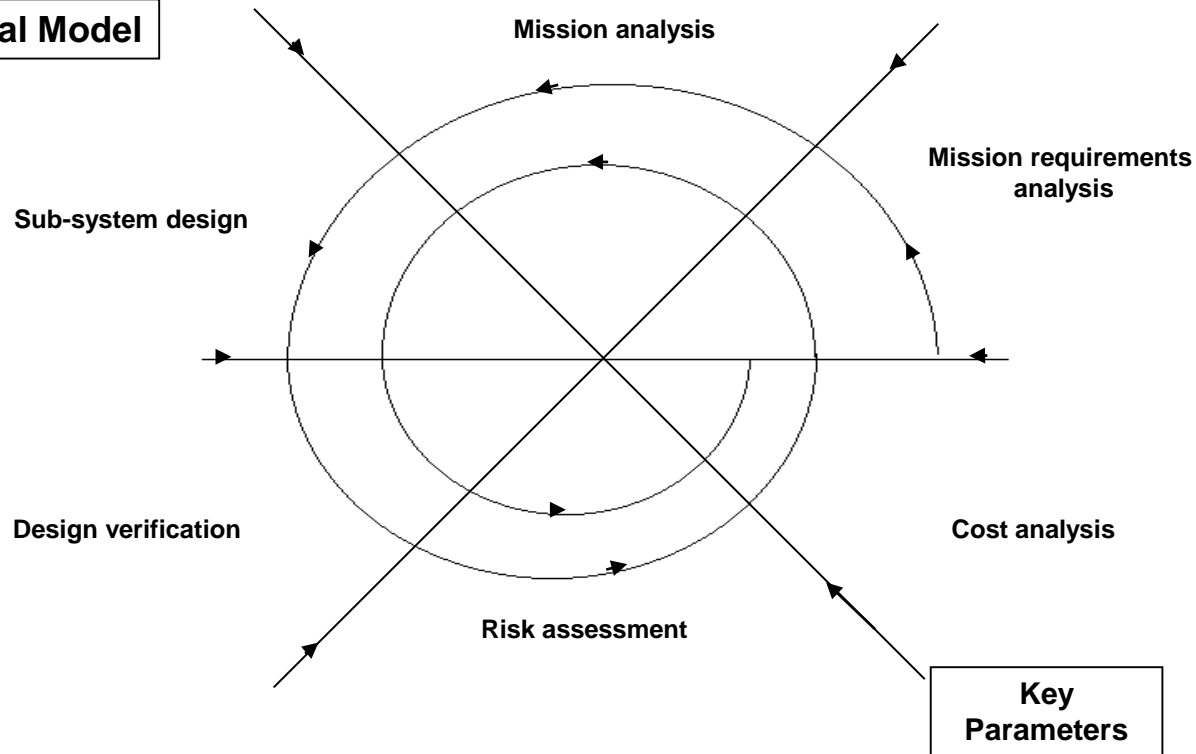 al Model
Mission analysis
Mission requirements
analysis
Sub-system design
Design verification
Cost analysis
Risk assessment
Key
Parameters